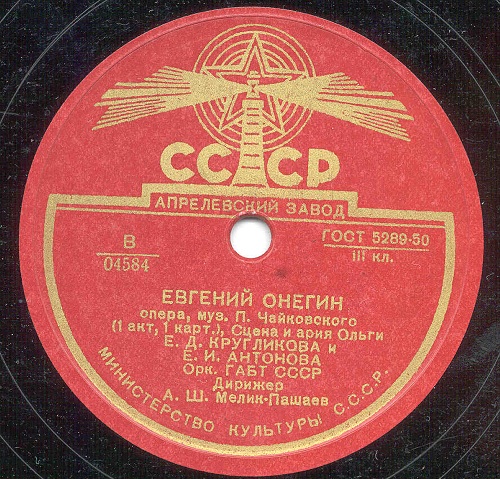 СССР
АПРЕЛЕВСКИЙ ЗАВОД
В
04584
ГОСТ 5289-50
III кл.
ЕВГЕНИЙ ОНЕГИН
опера, муз. П. Чайковского
(1 акт, 1 карт.), Сцена и ария Ольги
Е. Д. КРУГЛИКОВА и
Е. И. АНТОНОВА
Орк. ГАБТ СССР
Дирижер
А. Ш. Мелик-Пашаев
МИНИСТЕРСТВО КУЛЬТУРЫ С.С.С.Р.